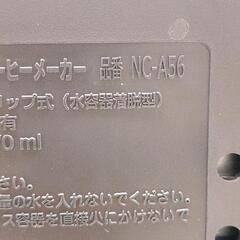 ーヒーメーカー 品番 NC-A56
リップ式（水容器着脱型）
有
70 ml
さい。
量の水を入れないでください。
ス容器を直接火にかけないで